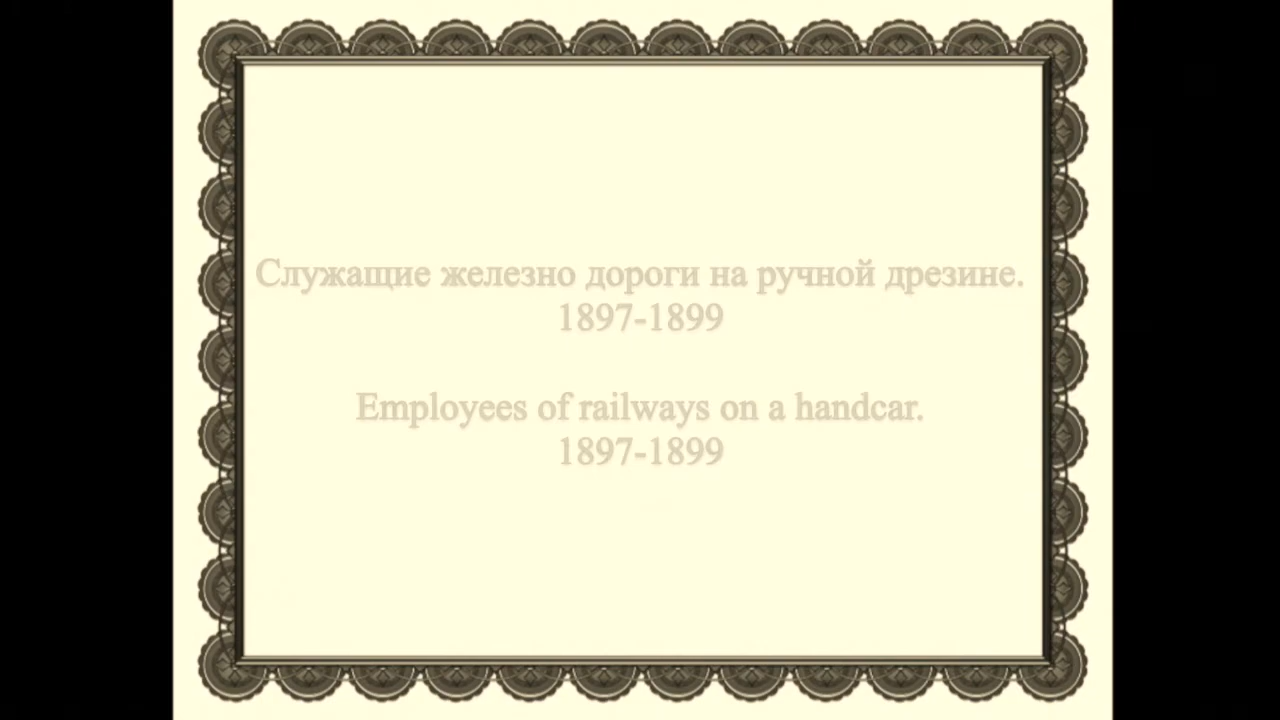 Служащие железно дороги на ручной дрезине.
1897-1899
Employees of railways on a handcar.
1897-1899